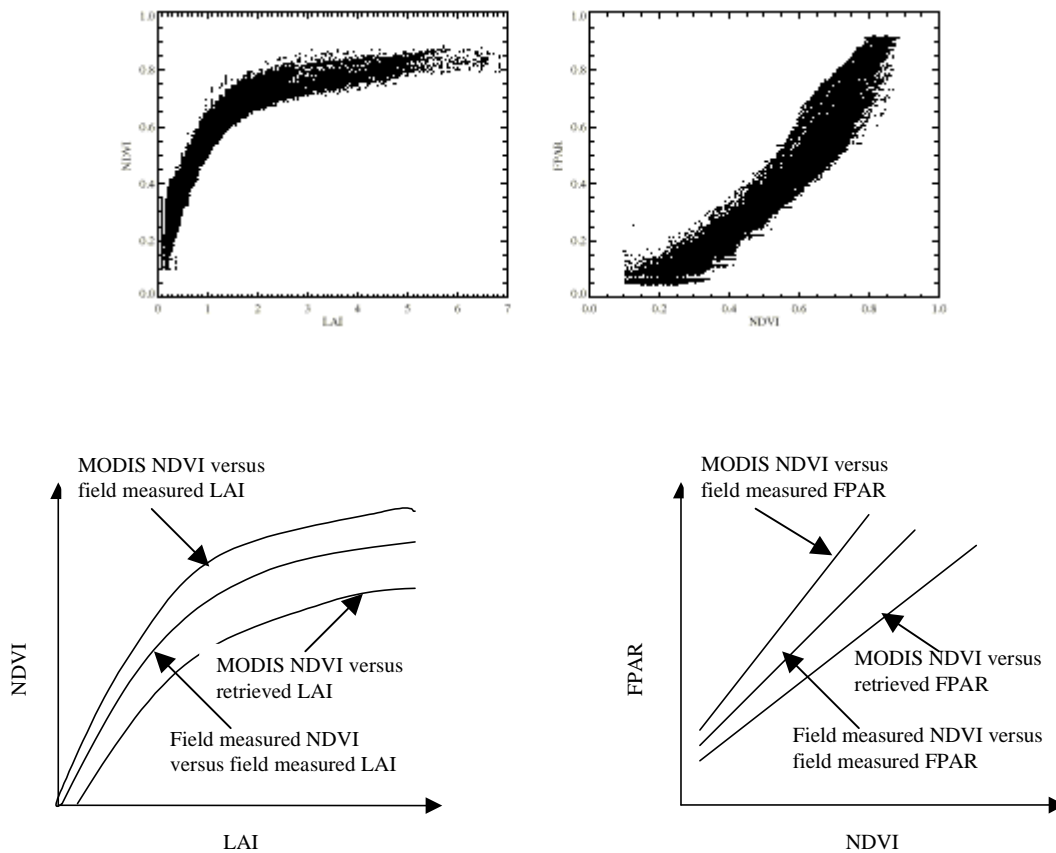 1.0
0.8
0.6
0.4
0.2
0.0
NDVI
0
1
2
3
4
5
6
7
LAI
1.0
0.8
0.6
0.4
0.2
0.0
FPAR
0.0
0.2
0.4
0.6
0.8
1.0
NDVI
MODIS NDVI versus
field measured LAI
NDVI
MODIS NDVI versus
retrieved LAI
Field measured NDVI
versus field measured LAI
LAI
MODIS NDVI versus
field measured FPAR
FPAR
MODIS NDVI versus
retrieved FPAR
Field measured NDVI versus
field measured FPAR
NDVI